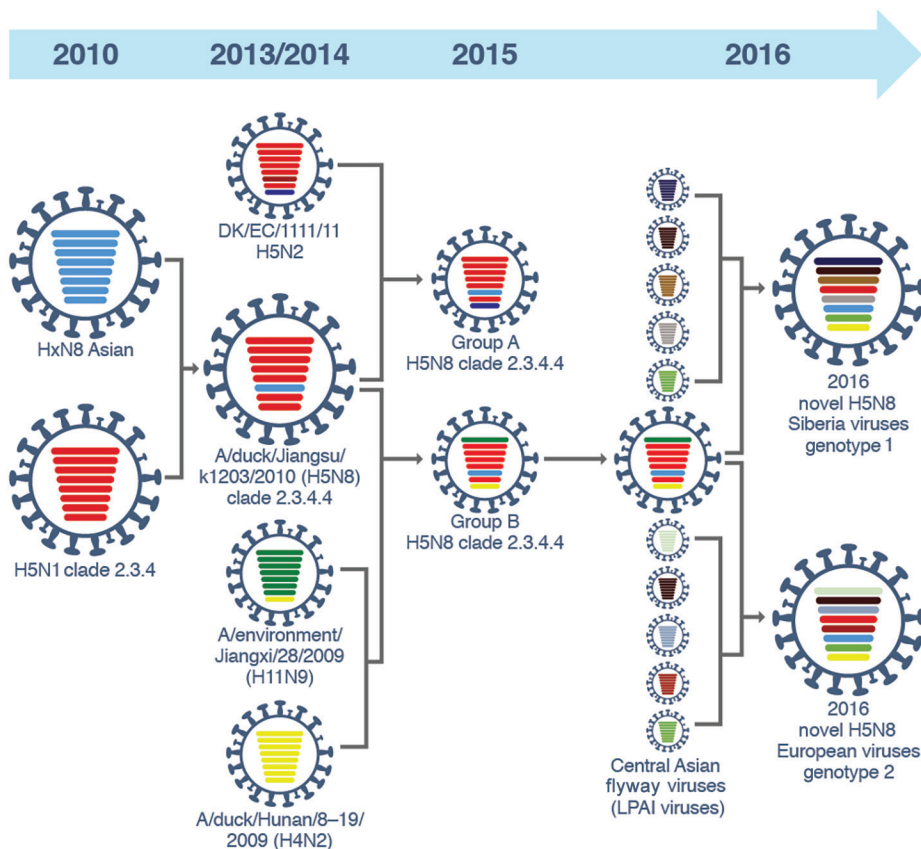 2010
2013/2014
2015
2016
DK/EC/1111/11
H5N2
HxN8 Asian
Group A
H5N8 clade 2.3.4.4
2016
novel H5N8
Siberia viruses
genotype 1
A/duck/Jiangsu/
k1203/2010 (H5N8)
clade 2.3.4.4
H5N1 clade 2.3.4
Group B
H5N8 clade 2.3.4.4
A/environment/
Jiangxi/28/2009
(H11N9)
2016
novel H5N8
European viruses
genotype 2
Central Asian
flyway viruses
(LPAI viruses)
A/duck/Hunan/8–19/
2009 (H4N2)